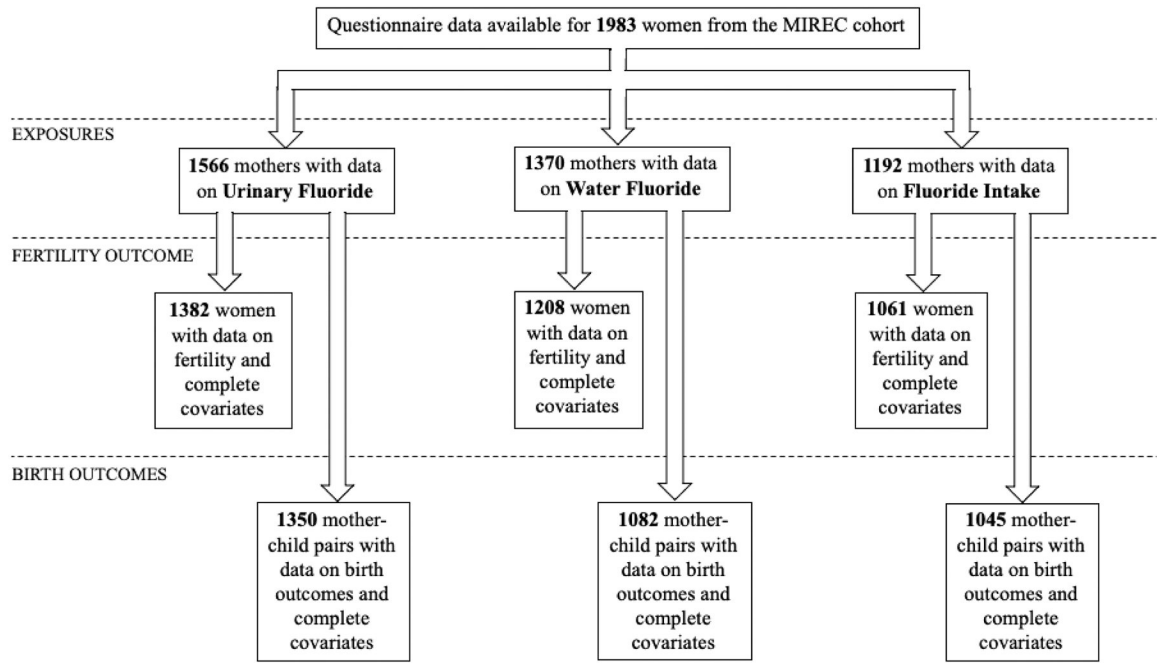 Questionnaire data available for 1983 women from the MIREC cohort
EXPOSURES
1566 mothers with data
on Urinary Fluoride
1370 mothers with data
on Water Fluoride
1192 mothers with data
on Fluoride Intake
FERTILITY OUTCOME
1382 women
with data on
fertility and
complete
covariates
1208 women
with data on
fertility and
complete
covariates
1061 women
with data on
fertility and
complete
covariates
BIRTH OUTCOMES
1350 mother-
child pairs with
data on birth
outcomes and
complete
covariates
1082 mother-
child pairs with
data on birth
outcomes and
complete
covariates
1045 mother-
child pairs with
data on birth
outcomes and
complete
covariates